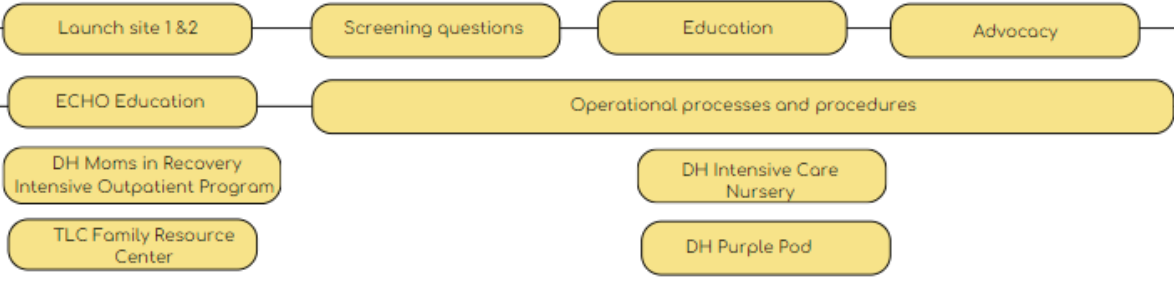 Launch site 1 &2
Screening questions
Education
Advocacy
ECHO Education
Operational processes and procedures
DH Moms in Recovery
Intensive Outpatient Program
DH Intensive Care
Nursery
TLC Family Resource
Center
DH Purple Pod